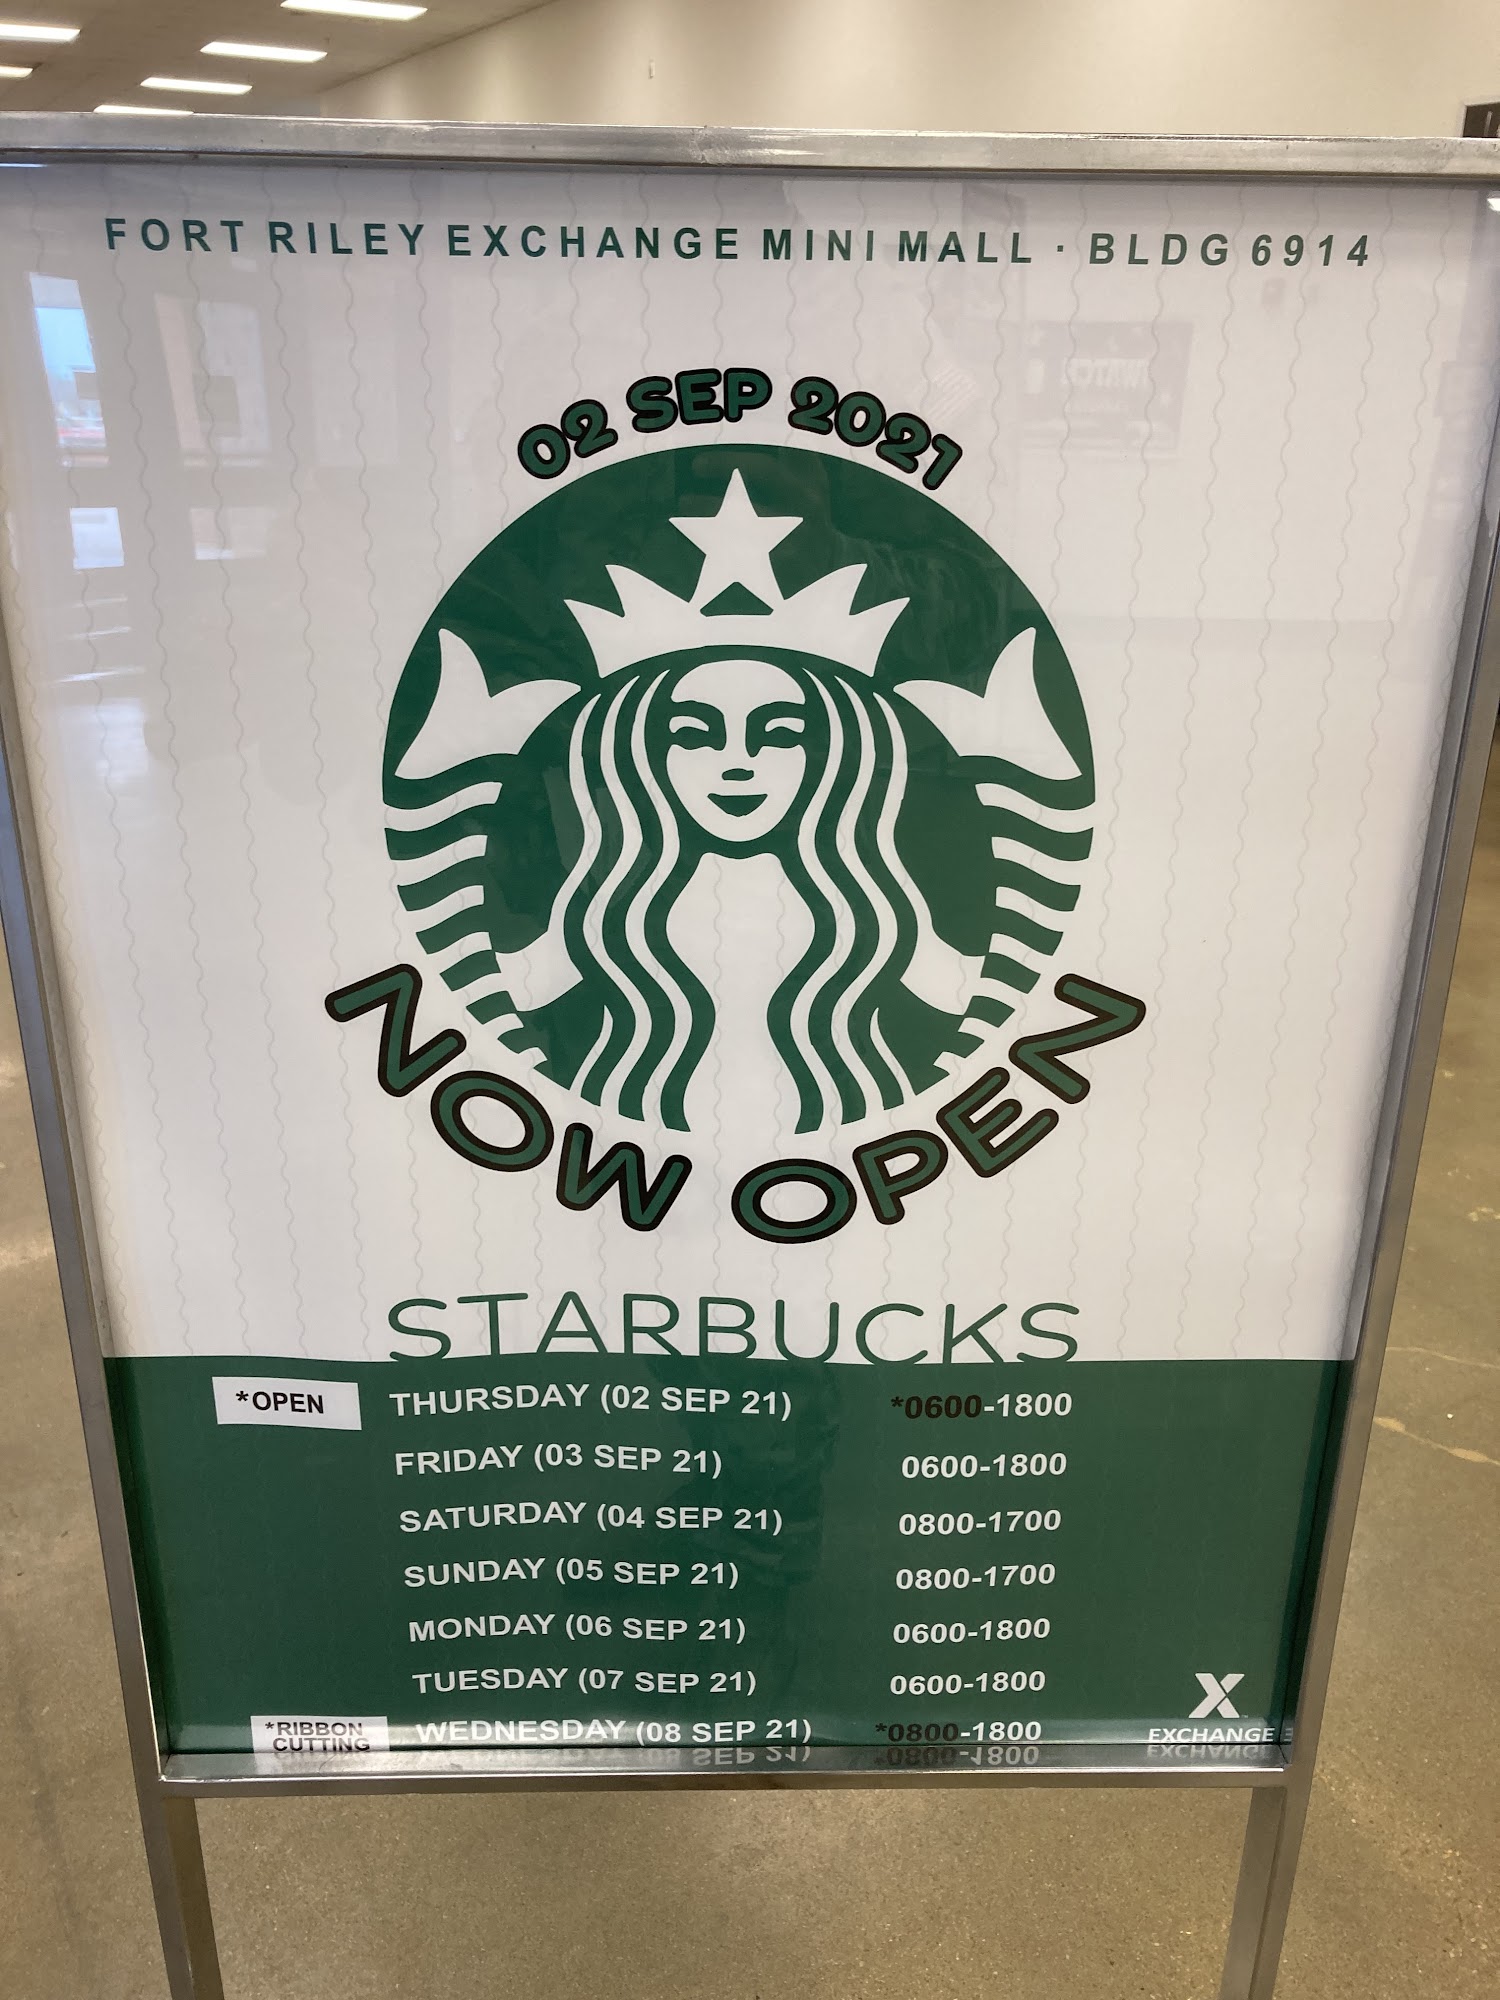 FORT RILEY EXCHANGE MINI MALL · BLDG 6914
02 SEP 2021
NOW OPEN
STARBUCKS
*OPEN THURSDAY (02 SEP 21) *0600-1800
FRIDAY (03 SEP 21) 0600-1800
SATURDAY (04 SEP 21) 0800-1700
SUNDAY (05 SEP 21) 0800-1700
MONDAY (06 SEP 21) 0600-1800
TUESDAY (07 SEP 21) 0600-1800
*RIBBON CUTTING WEDNESDAY (08 SEP 21) *0800-1800
X
EXCHANGE